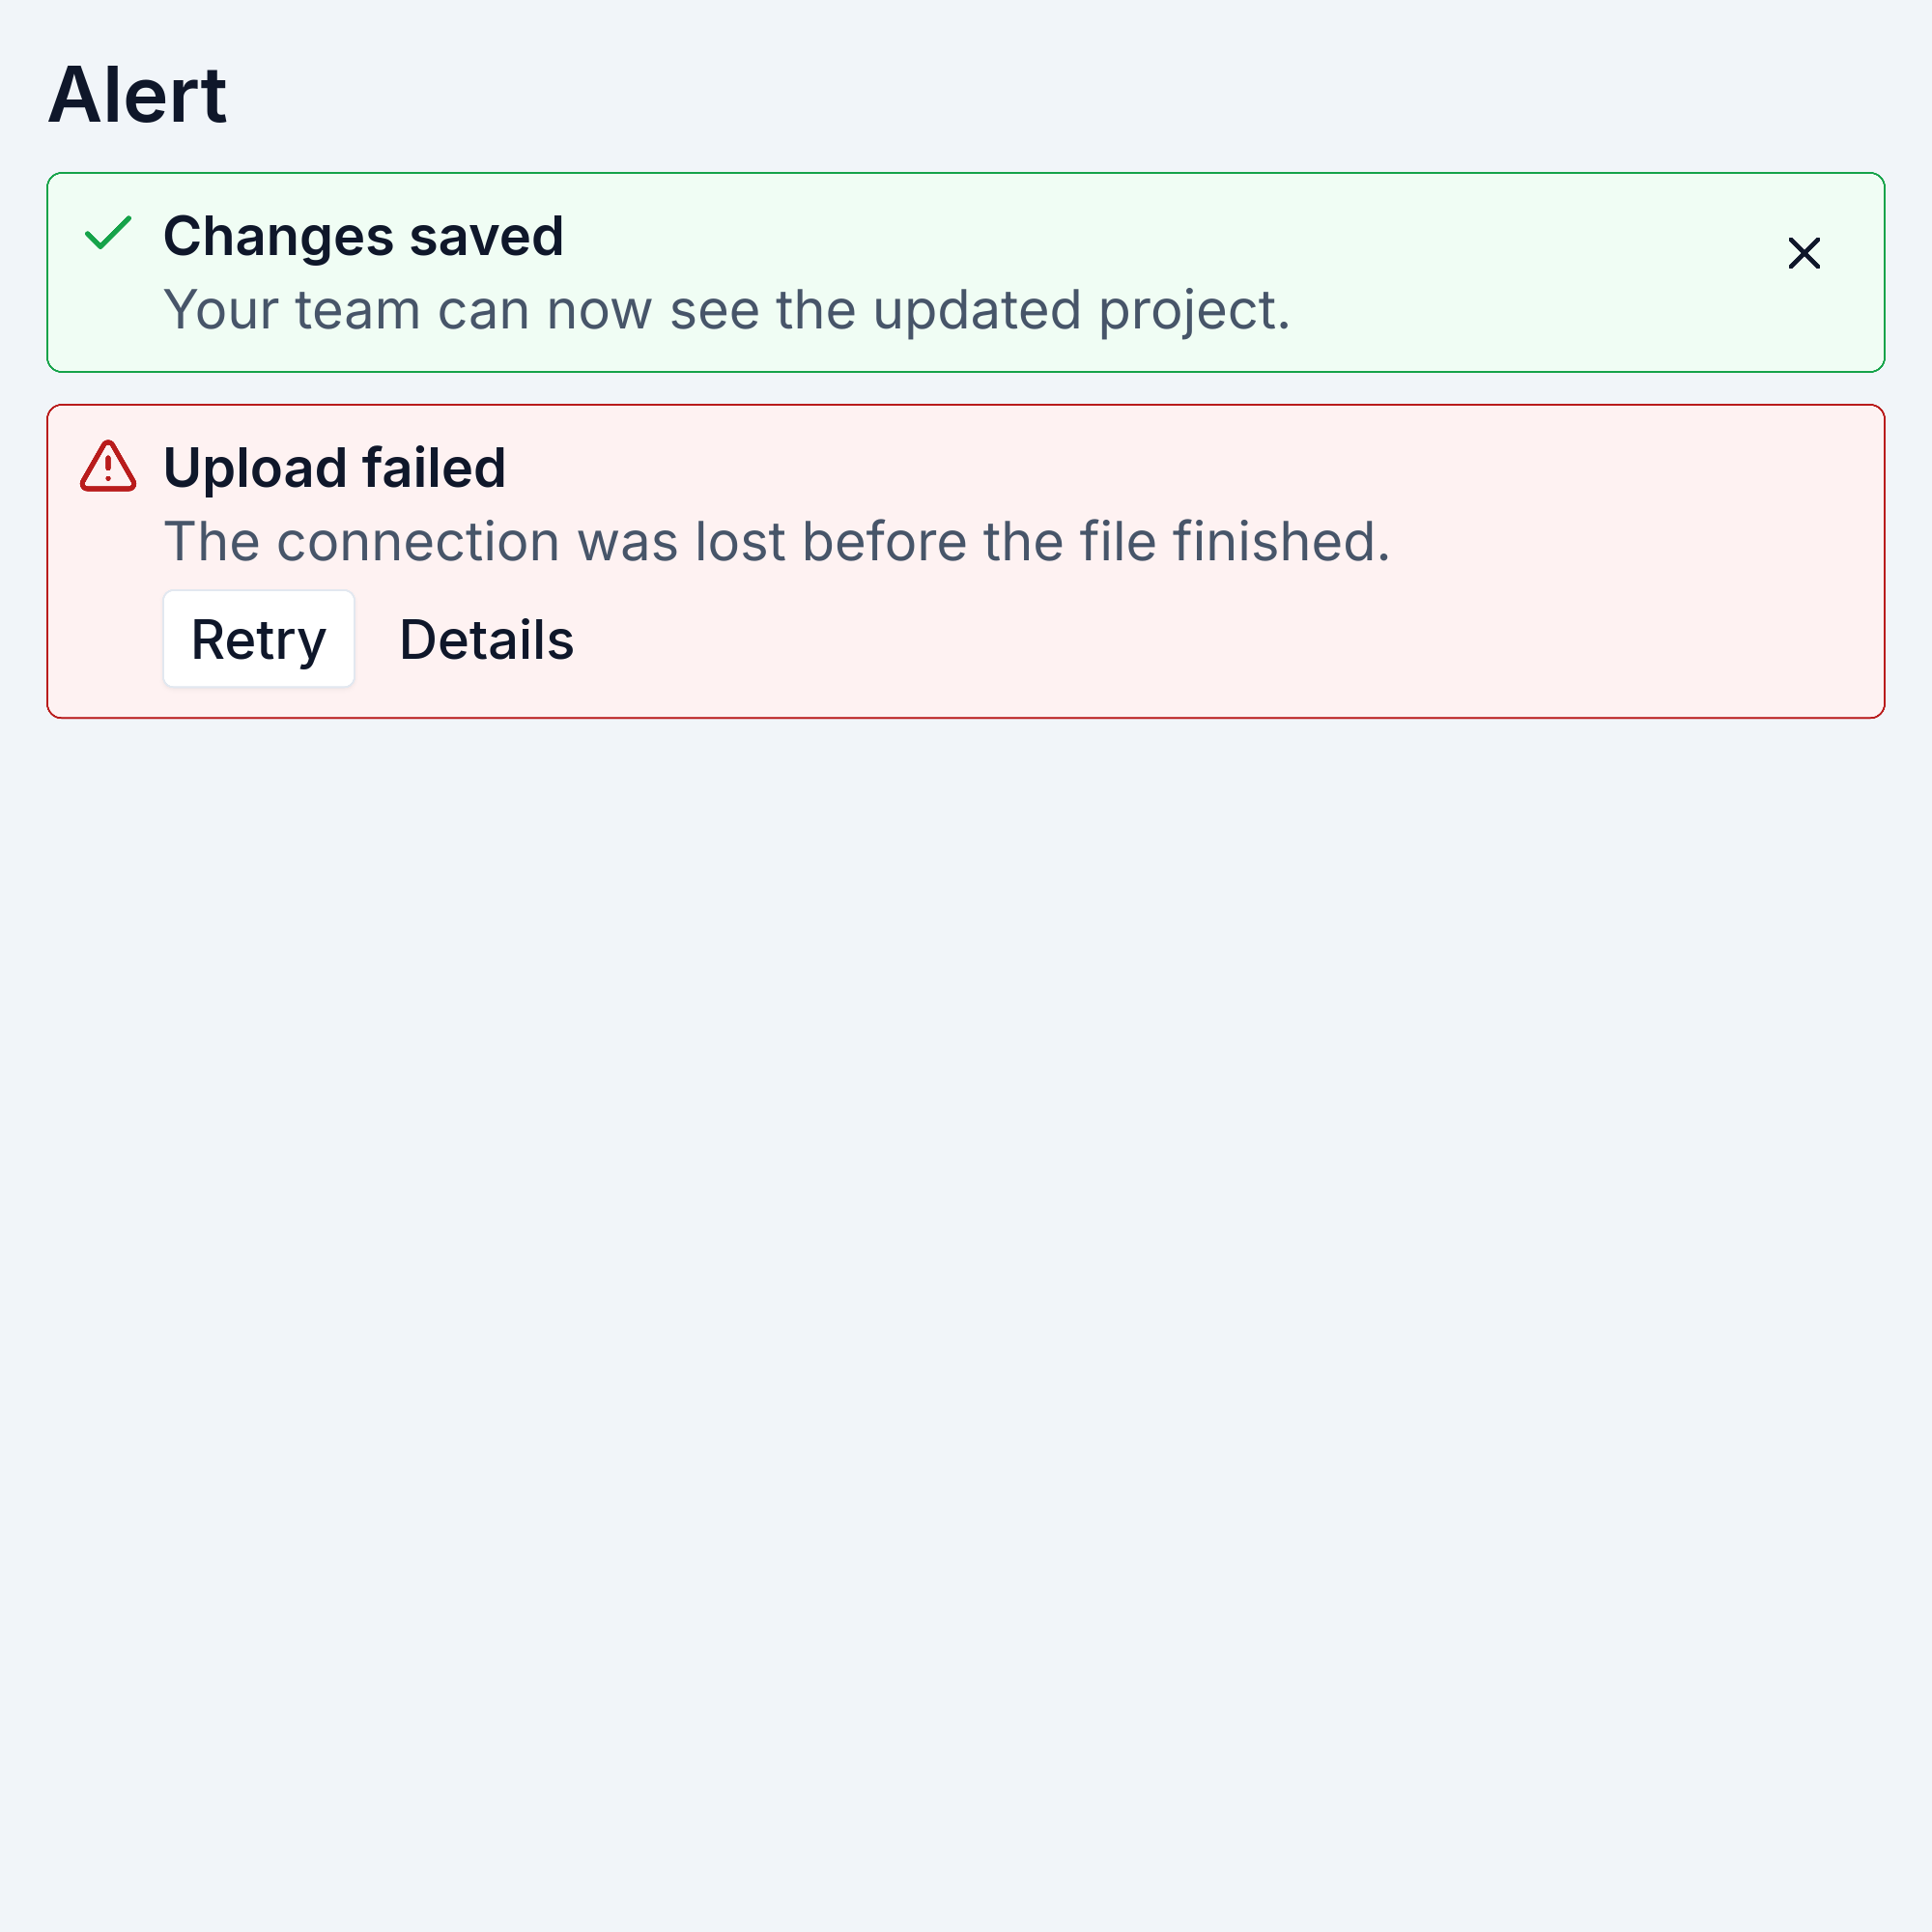 Alert
Changes saved
Your team can now see the updated project.
Upload failed
The connection was lost before the file finished.
Retry Details